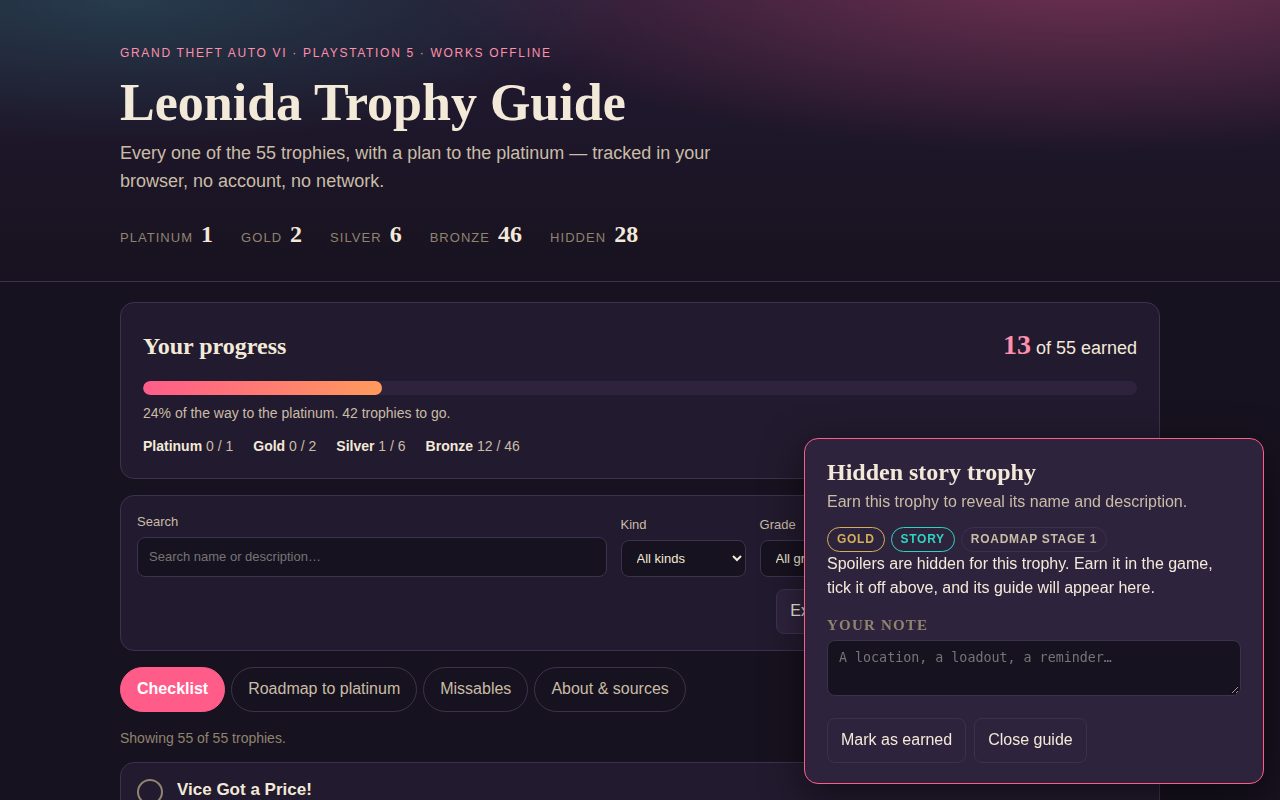 GRAND THEFT AUTO VI · PLAYSTATION 5 · WORKS OFFLINE
Leonida Trophy Guide
Every one of the 55 trophies, with a plan to the platinum — tracked in your
browser, no account, no network.
PLATINUM 1 GOLD 2 SILVER 6 BRONZE 46 HIDDEN 28
Your progress
13 of 55 earned
24% of the way to the platinum. 42 trophies to go.
Platinum 0 / 1 Gold 0 / 2 Silver 1 / 6 Bronze 12 / 46
Search
Kind
Grade
Search name or description…
All kinds
All
Checklist
Roadmap to platinum
Missables
About & sources
Showing 55 of 55 trophies.
Vice Got a Price!
Hidden story trophy
Earn this trophy to reveal its name and description.
GOLD STORY ROADMAP STAGE 1
Spoilers are hidden for this trophy. Earn it in the game,
tick it off above, and its guide will appear here.
YOUR NOTE
A location, a loadout, a reminder…
Mark as earned
Close guide